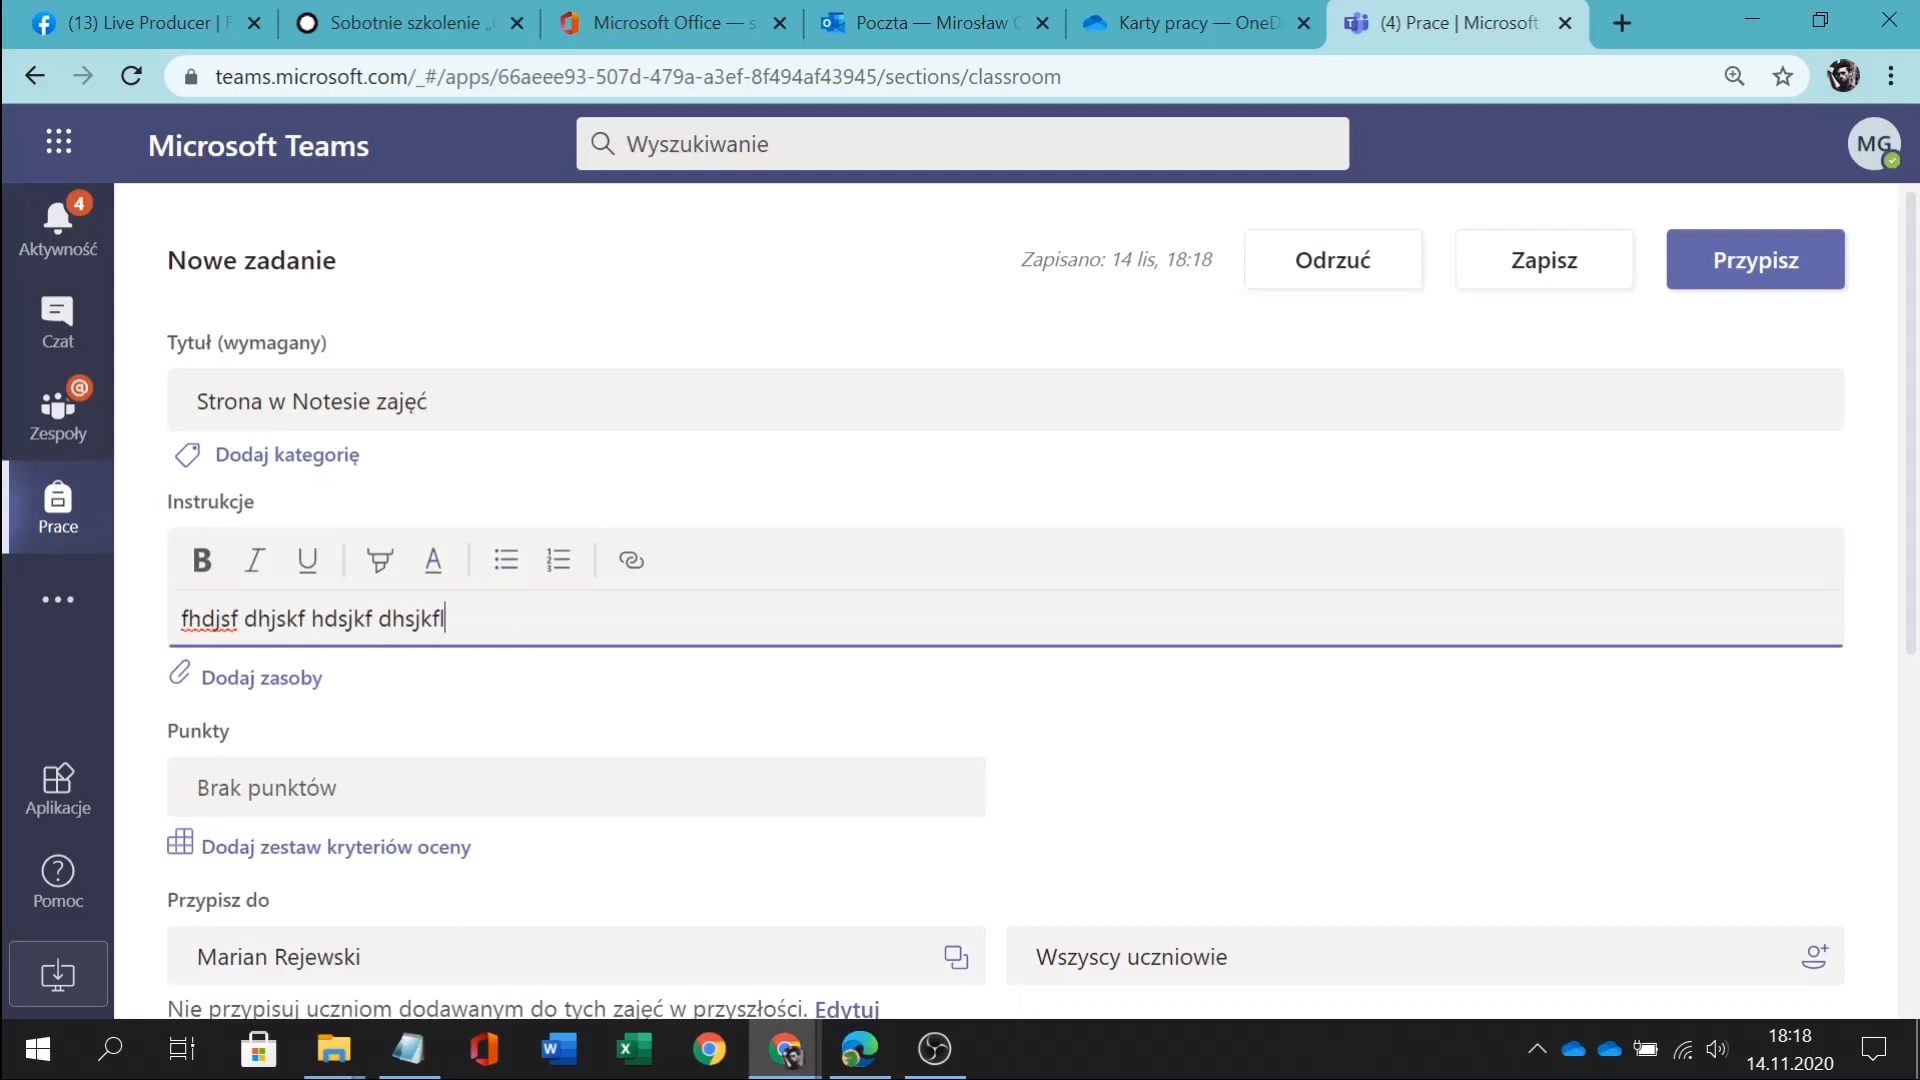 (13) Live Producer | F
Sobotnie szkolenie „
Microsoft Office — s
Poczta — Mirosław
Karty pracy — OneD
(4) Prace | Microsoft
teams.microsoft.com/_#/apps/66aeee93-507d-479a-a3ef-8f494af43945/sections/classroom
Microsoft Teams
Wyszukiwanie
MG
4
Aktywność
Czat
@
Zespoły
Prace
Aplikacje
Pomoc
Nowe zadanie
Zapisano: 14 lis, 18:18
Odrzuć
Zapisz
Przypisz
Tytuł (wymagany)
Strona w Notesie zajęć
Dodaj kategorię
Instrukcje
B I U A
fhdjsf dhjskf hdsjkf dhsjkfl
Dodaj zasoby
Punkty
Brak punktów
Dodaj zestaw kryteriów oceny
Przypisz do
Marian Rejewski
Wszyscy uczniowie
Nie przypisuj uczniom dodawanym do tych zajęć w przyszłości. Edytuj
18:18
14.11.2020